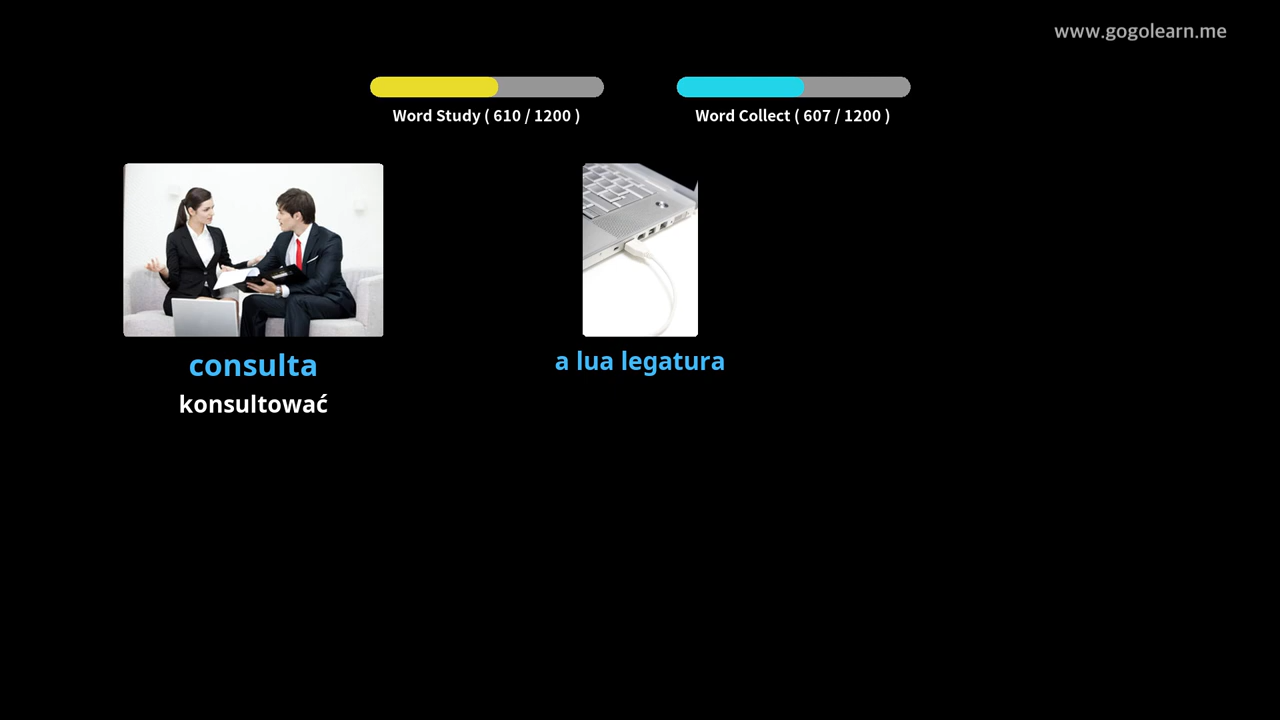 www.gogolearn.me
Word Study ( 610 / 1200 )
Word Collect ( 607 / 1200 )
consulta
konsultować
a lua legatura